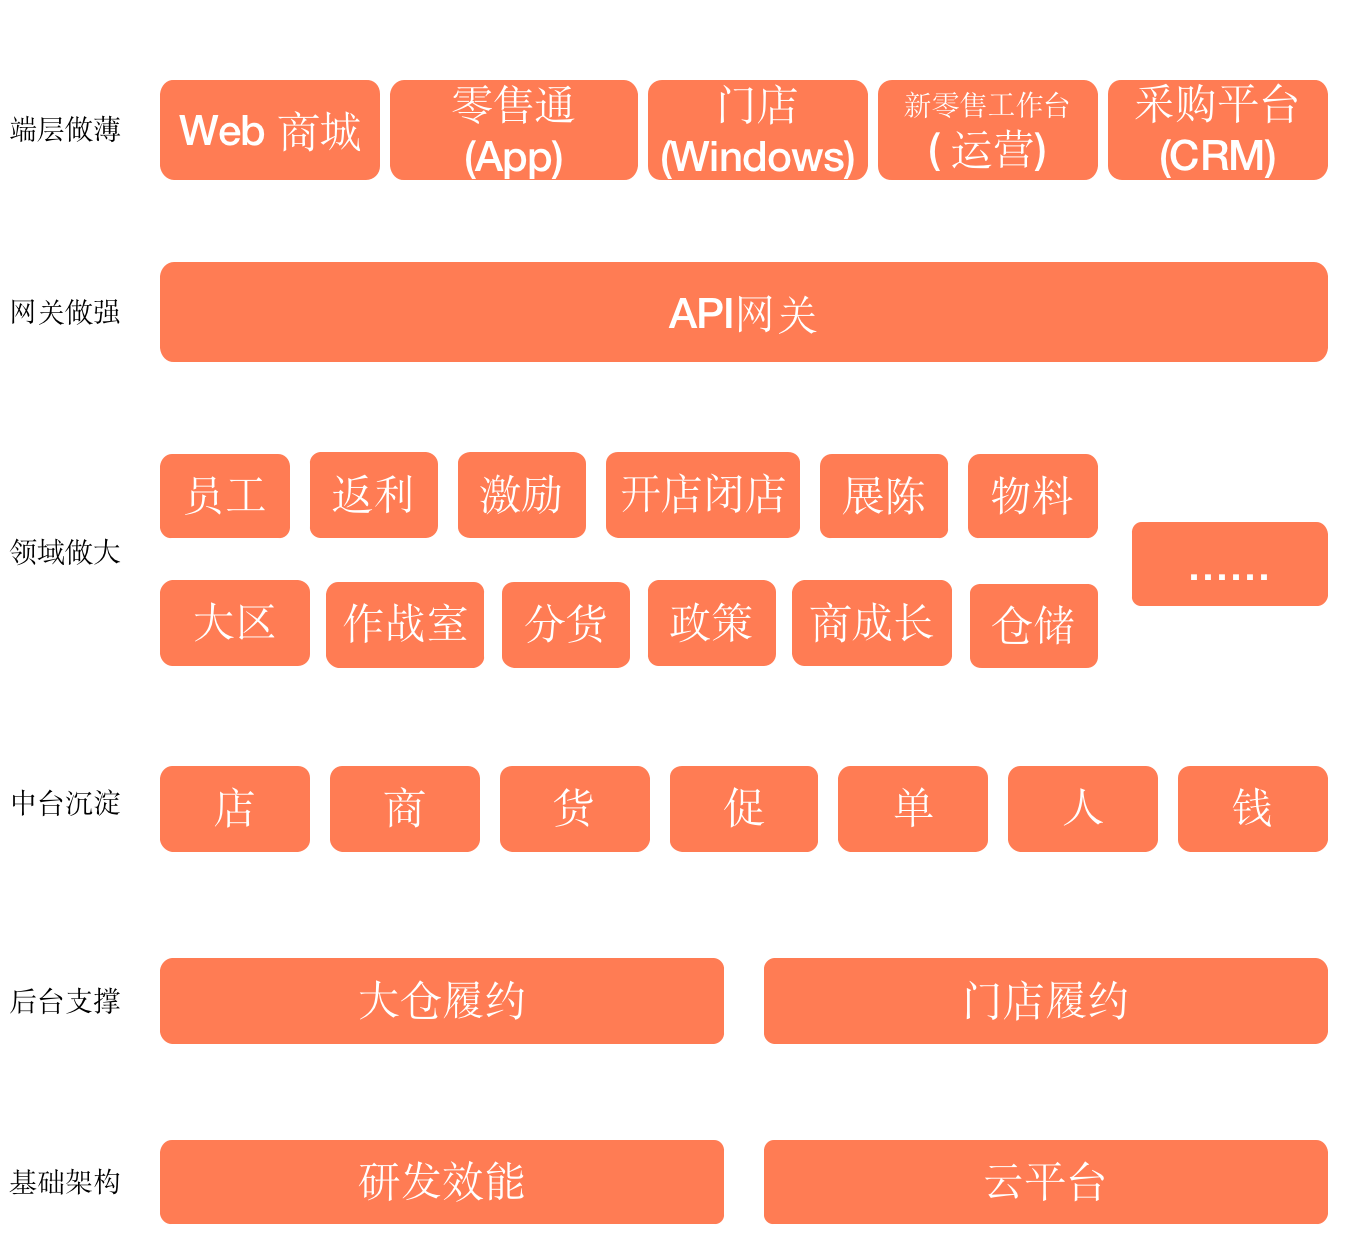 端层做薄
Web 商城
零售通
(App)
门店
(Windows)
新零售工作台
( 运营)
采购平台
(CRM)
网关做强
API网关
领域做大
员工
返利
激励
开店闭店
展陈
物料
......
大区
作战室
分货
政策
商成长
仓储
中台沉淀
店
商
货
促
单
人
钱
后台支撑
大仓履约
门店履约
基础架构
研发效能
云平台